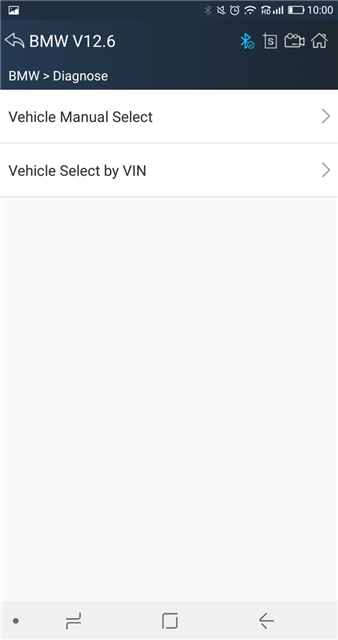 10:00
BMW V12.6
S
BMW > Diagnose
Vehicle Manual Select
Vehicle Select by VIN